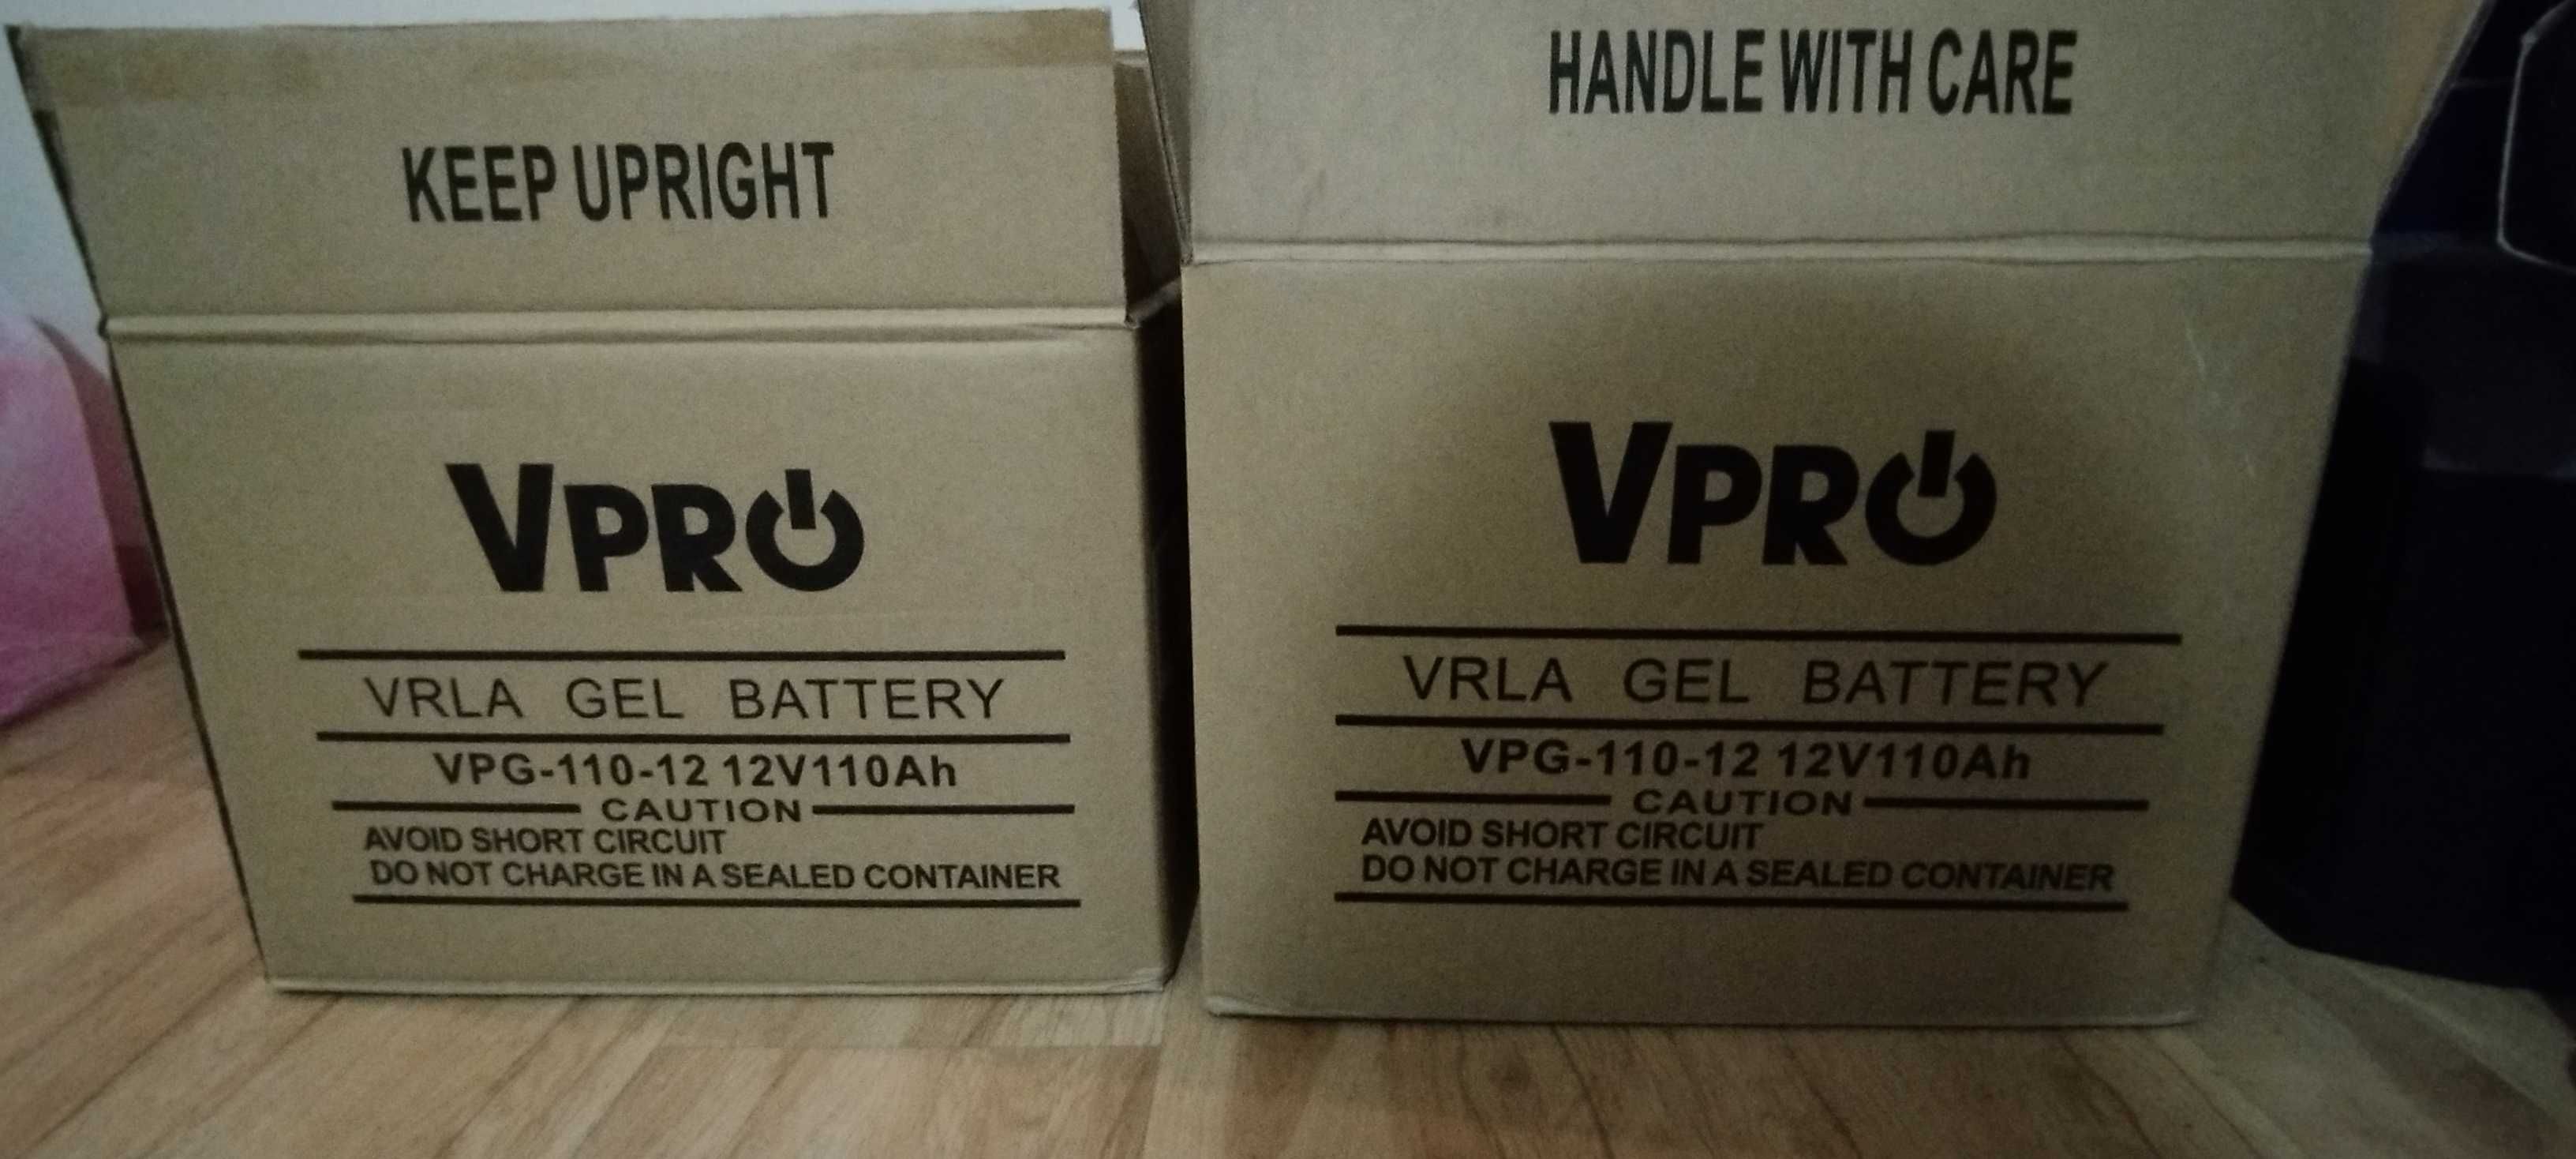 KEEP UPRIGHT
VPRO
VRLA GEL BATTERY
VPG-110-12 12V110Ah
CAUTION
AVOID SHORT CIRCUIT
DO NOT CHARGE IN A SEALED CONTAINER
HANDLE WITH CARE
VPRO
VRLA GEL BATTERY
VPG-110-12 12V110Ah
CAUTION
AVOID SHORT CIRCUIT
DO NOT CHARGE IN A SEALED CONTAINER